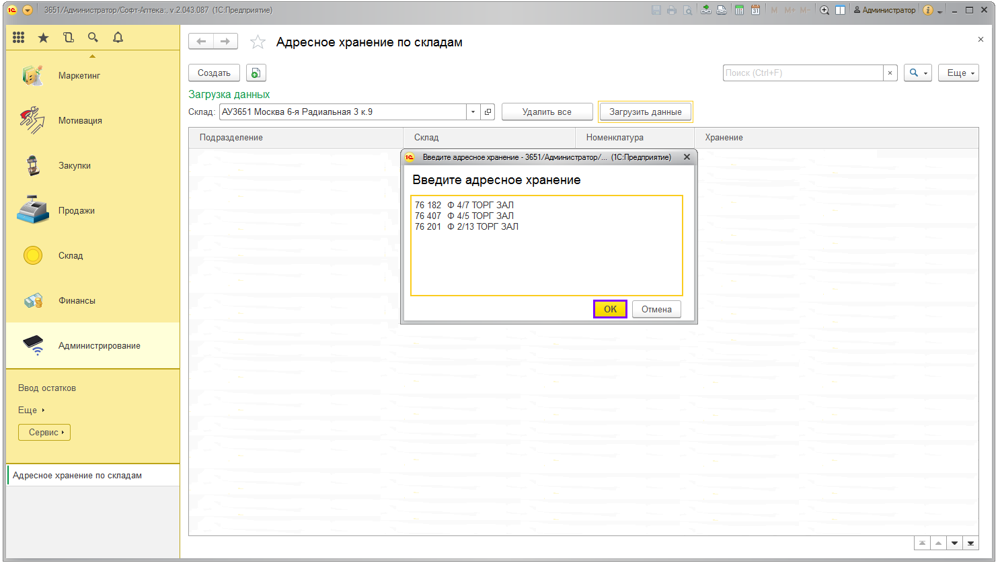 3651/Администратор/Софт-Аптека:, v.2.043.087 (1С:Предприятие)
M M+ M- Администратор
Адресное хранение по складам
Маркетинг
Мотивация
Закупки
Продажи
Склад
Финансы
Администрирование
Ввод остатков
Еще
Сервис
Адресное хранение по складам
Создать
Поиск (Ctrl+F)
Еще
Загрузка данных
Склад: АУ3651 Москва 6-я Радиальная 3 к.9 Удалить все Загрузить данные
Подразделение Склад Номенклатура Хранение
Введите адресное хранение - 3651/Администратор/... (1С:Предприятие)
Введите адресное хранение
76 182 Ф 4/7 ТОРГ ЗАЛ
76 407 Ф 4/5 ТОРГ ЗАЛ
76 201 Ф 2/13 ТОРГ ЗАЛ
OK Отмена